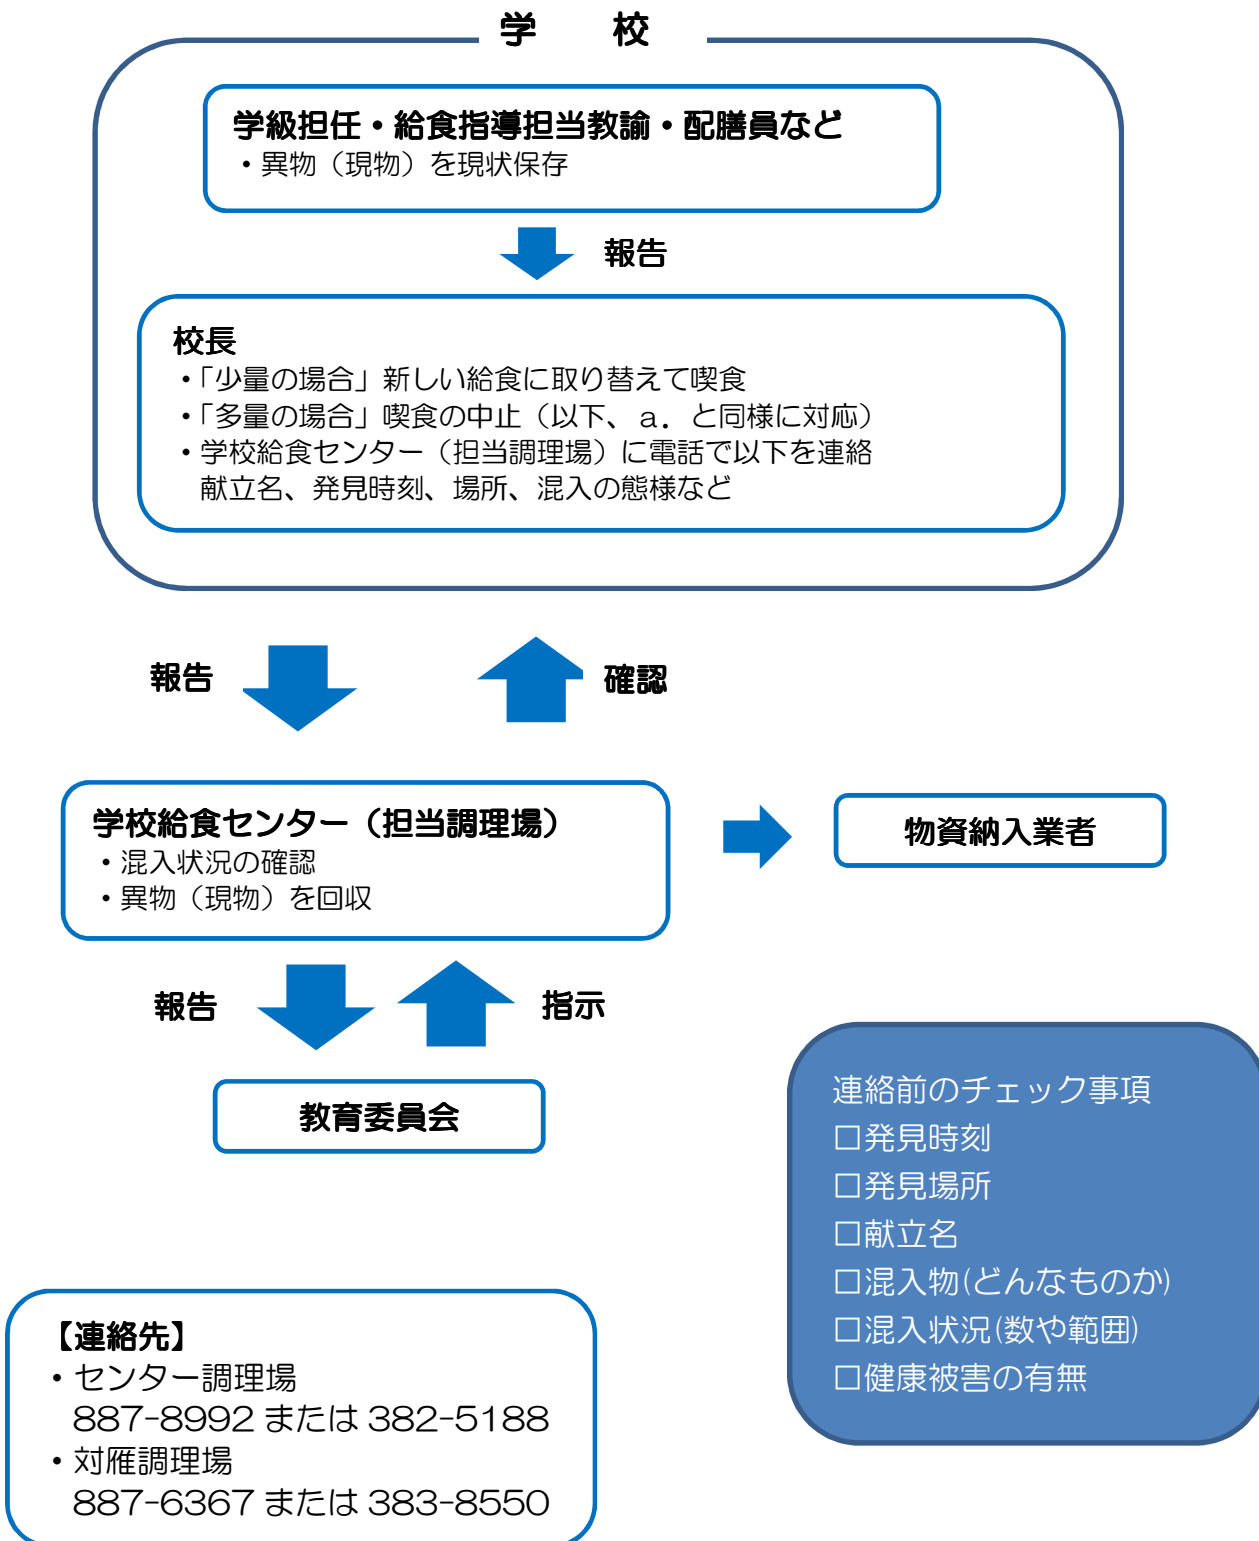 学　校
学級担任・給食指導担当教諭・配膳員など
・異物（現物）を現状保存
報告
校長
・「少量の場合」新しい給食に取り替えて喫食
・「多量の場合」喫食の中止（以下、ａ．と同様に対応）
・学校給食センター（担当調理場）に電話で以下を連絡
献立名、発見時刻、場所、混入の態様など
報告
確認
学校給食センター（担当調理場）
・混入状況の確認
・異物（現物）を回収
物資納入業者
報告
指示
教育委員会
連絡前のチェック事項
□発見時刻
□発見場所
□献立名
□混入物(どんなものか)
□混入状況(数や範囲)
□健康被害の有無
【連絡先】
・センター調理場
887-8992 または 382-5188
・対雁調理場
887-6367 または 383-8550